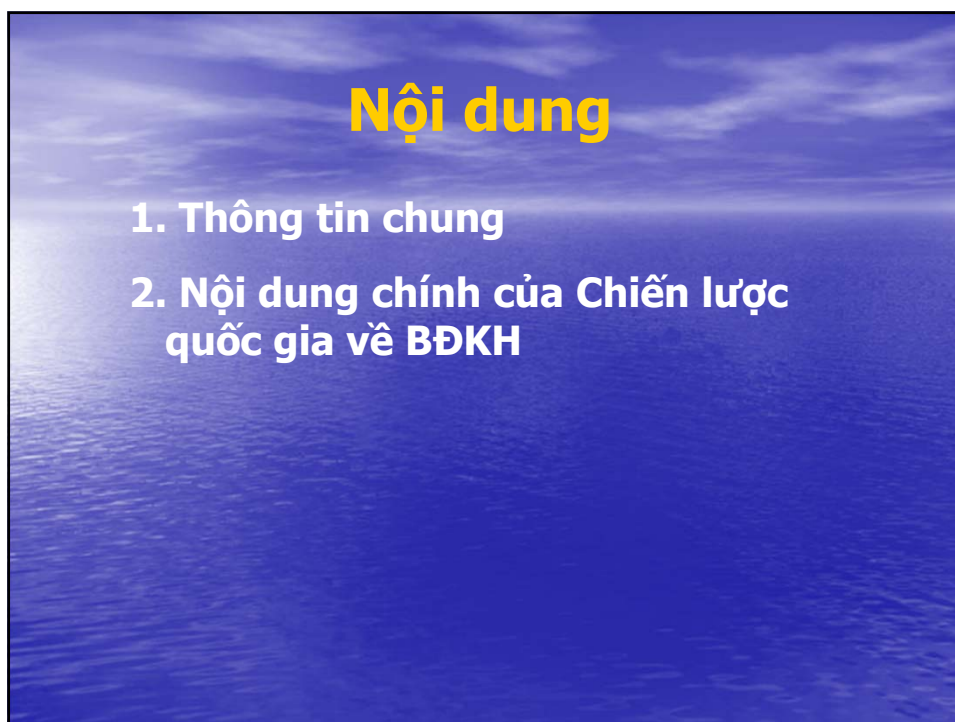 Nội dung
1. Thông tin chung
2. Nội dung chính của Chiến lược
quốc gia về BĐKH